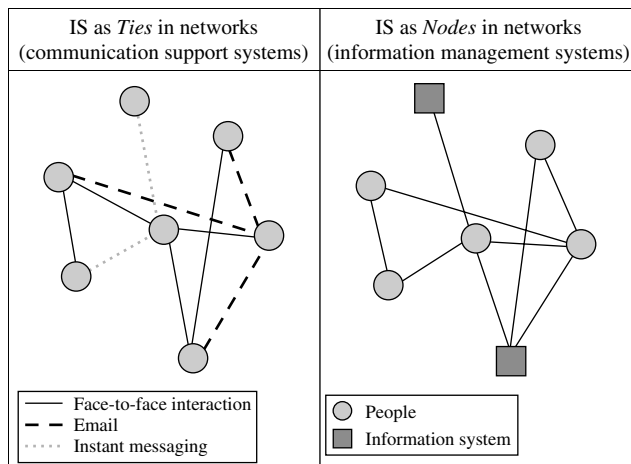 IS as Ties in networks
(communication support systems)
IS as Nodes in networks
(information management systems)
Face-to-face interaction
Email
Instant messaging
People
Information system